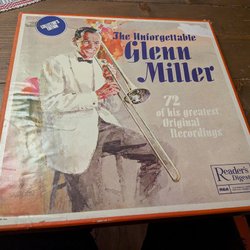 The Unforgettable
Glenn
Miller
72
of his greatest
Original
Recordings
Reader's
Digest
RCA